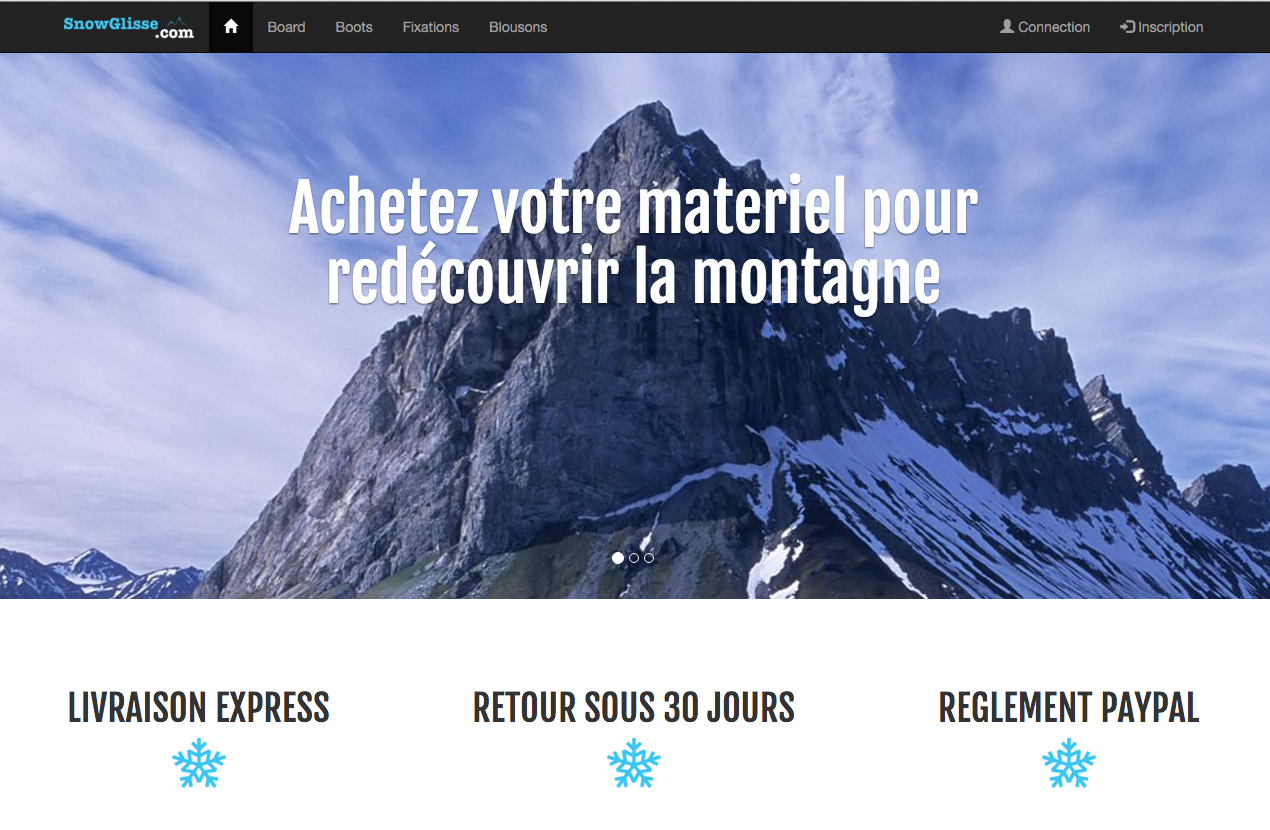 SnowGlisse
.com
Board Boots Fixations Blousons Connection Inscription
Achetez votre materiel pour
redécouvrir la montagne
LIVRAISON EXPRESS RETOUR SOUS 30 JOURS REGLEMENT PAYPAL